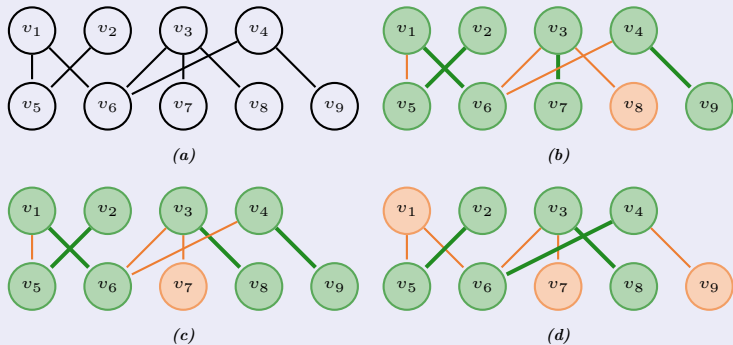 v₁ v₂ v₃ v₄ v₁ v₂ v₃ v₄
v₅ v₆ v₇ v₈ v₉ v₅ v₆ v₇ v₈ v₉
(a) (b)
v₁ v₂ v₃ v₄ v₁ v₂ v₃ v₄
v₅ v₆ v₇ v₈ v₉ v₅ v₆ v₇ v₈ v₉
(c) (d)